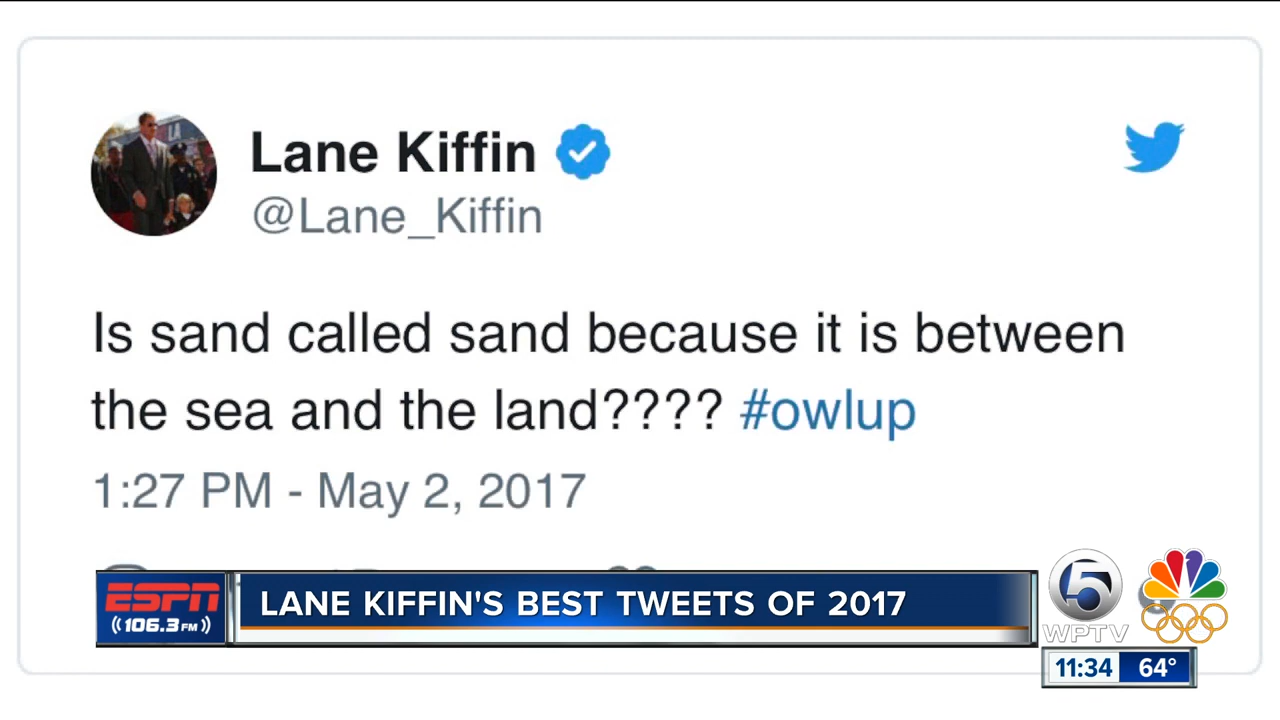 Lane Kiffin
@Lane_Kiffin
Is sand called sand because it is between
the sea and the land???? #owlup
1:27 PM - May 2, 2017
ESPN
106.3 FM
LANE KIFFIN'S BEST TWEETS OF 2017
5
WPTV
11:34 64°